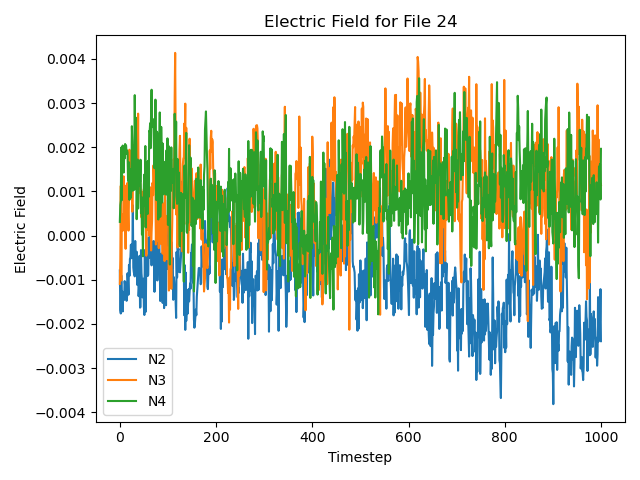 Electric Field for File 24
Electric Field
0.004
0.003
0.002
0.001
0.000
−0.001
−0.002
−0.003
−0.004
N2
N3
N4
0 200 400 600 800 1000
Timestep